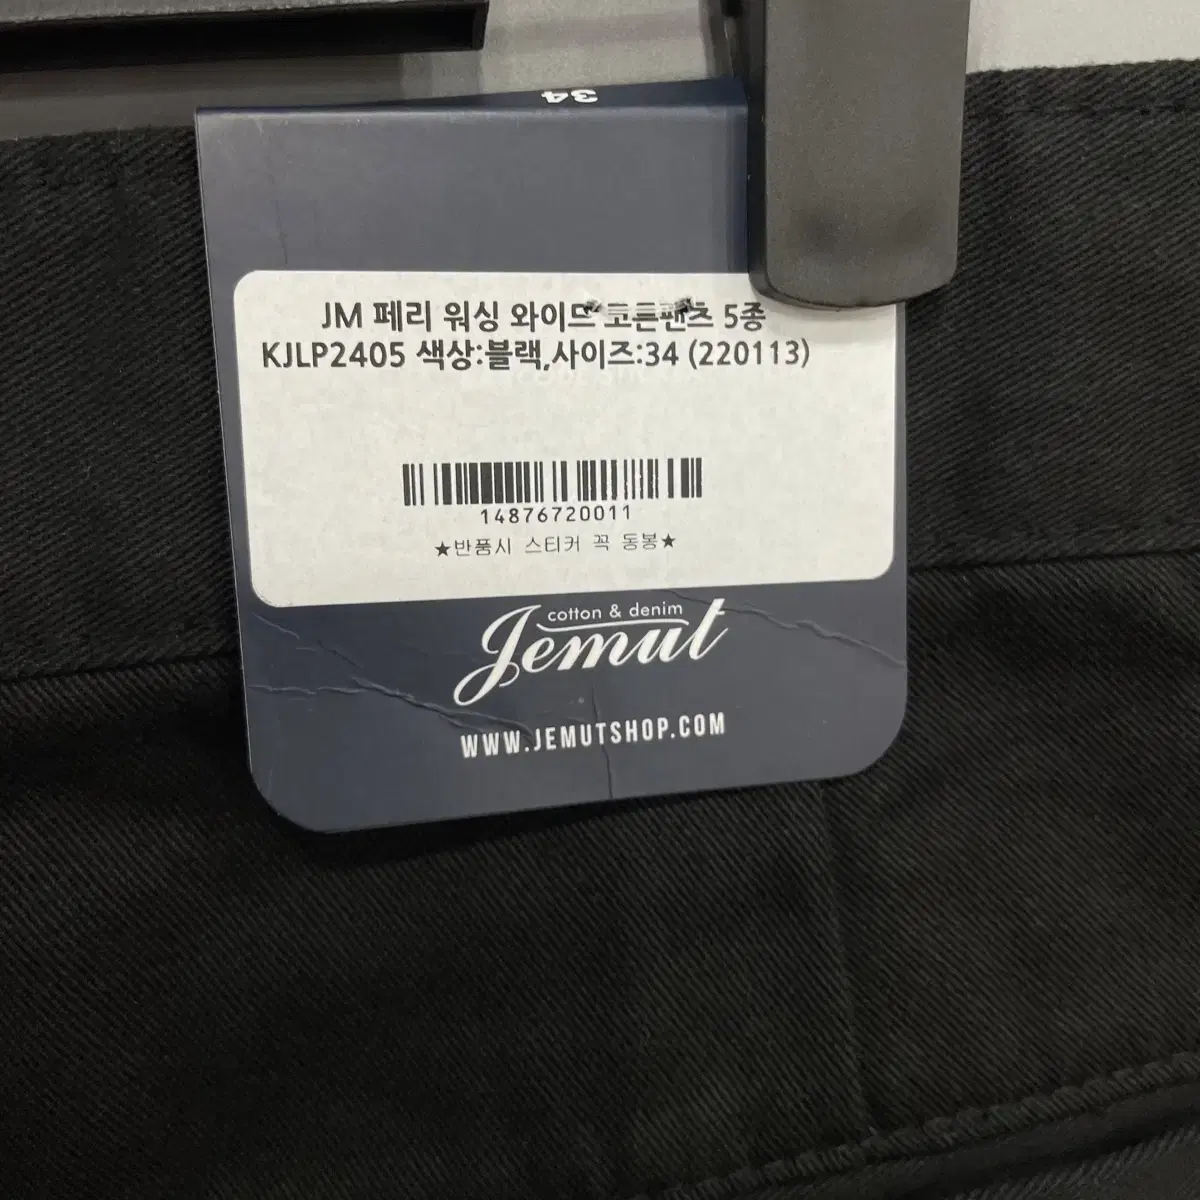 34
JM 페리 워싱 와이드 코튼팬츠 5종
KJLP2405 색상:블랙,사이즈:34 (220113)
14876720011
★반품시 스티커 꼭 동봉★
cotton & denim
Jemut
WWW.JEMUTSHOP.COM